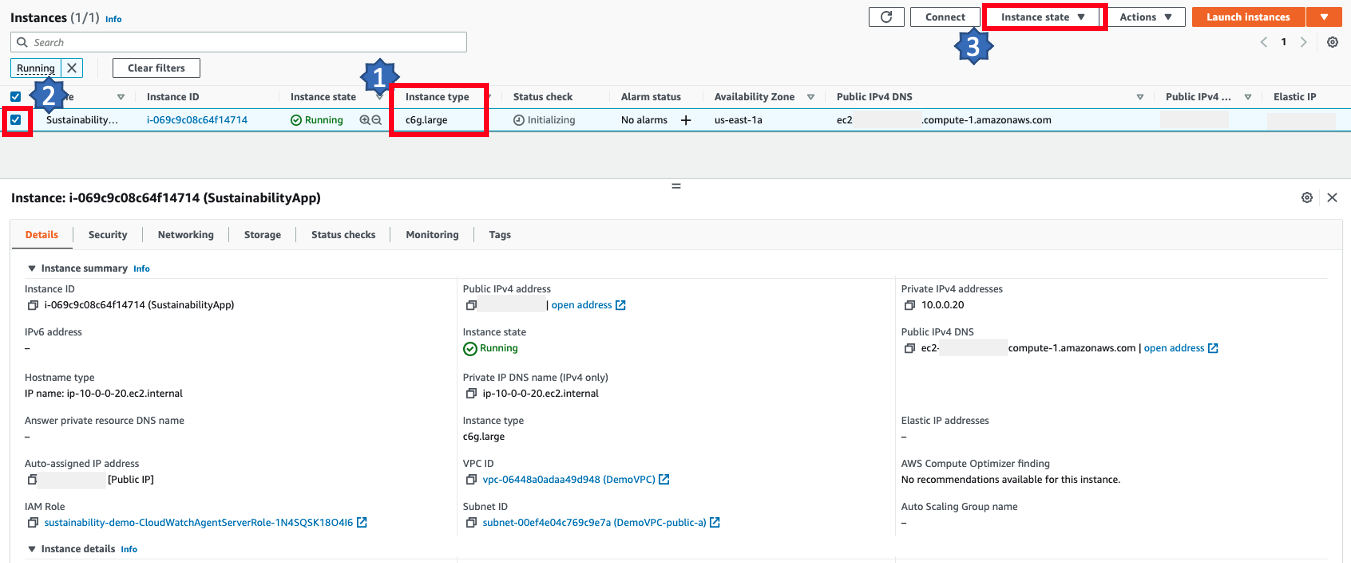 Instances (1/1) Info
Connect
Instance state
Actions
Launch instances
Search
1
3
Running
Clear filters
1
2
Instance ID
Instance state
Instance type
Status check
Alarm status
Availability Zone
Public IPv4 DNS
Public IPv4 ...
Elastic IP
Sustainability... i-069c9c08c64f14714 Running c6g.large Initializing No alarms + us-east-1a ec2 .compute-1.amazonaws.com
Instance: i-069c9c08c64f14714 (SustainabilityApp)
Details Security Networking Storage Status checks Monitoring Tags
Instance summary Info
Instance ID
i-069c9c08c64f14714 (SustainabilityApp)
Public IPv4 address
| open address
Private IPv4 addresses
10.0.0.20
IPv6 address
–
Instance state
Running
Public IPv4 DNS
ec2- compute-1.amazonaws.com | open address
Hostname type
IP name: ip-10-0-0-20.ec2.internal
Private IP DNS name (IPv4 only)
ip-10-0-0-20.ec2.internal
Answer private resource DNS name
–
Instance type
c6g.large
Elastic IP addresses
–
Auto-assigned IP address
[Public IP]
VPC ID
vpc-06448a0adaa49d948 (DemoVPC)
AWS Compute Optimizer finding
No recommendations available for this instance.
IAM Role
sustainability-demo-CloudWatchAgentServerRole-1N4SQSK18O4I6
Subnet ID
subnet-00ef4e04c769c9e7a (DemoVPC-public-a)
Auto Scaling Group name
–
Instance details Info